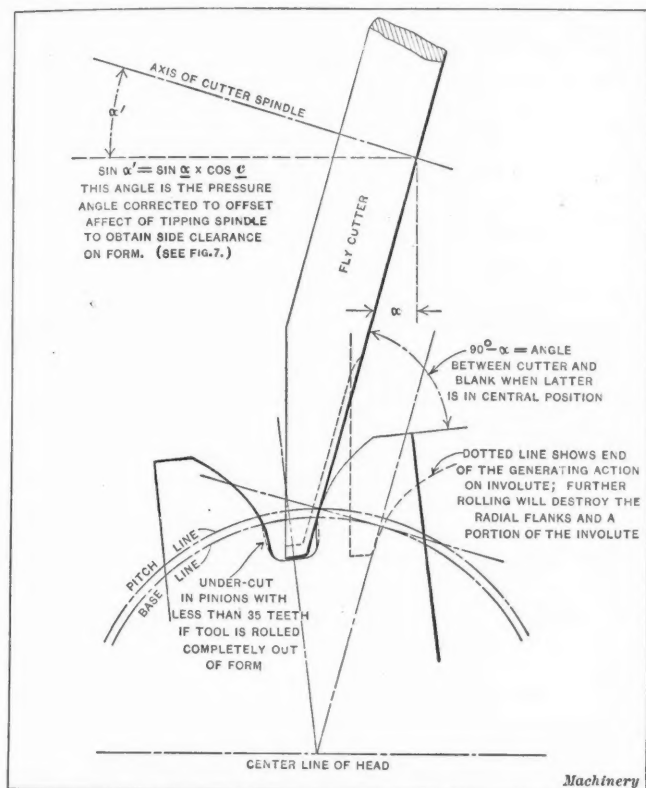 AXIS OF CUTTER SPINDLE
α'
SIN α' = SIN α × COS c
THIS ANGLE IS THE PRESSURE
ANGLE CORRECTED TO OFFSET
AFFECT OF TIPPING SPINDLE
TO OBTAIN SIDE CLEARANCE
ON FORM. (SEE FIG.7.)
FLY CUTTER
α
90°-α = ANGLE
BETWEEN CUTTER AND
BLANK WHEN LATTER
IS IN CENTRAL POSITION
DOTTED LINE SHOWS END
OF THE GENERATING ACTION
ON INVOLUTE; FURTHER
ROLLING WILL DESTROY THE
RADIAL FLANKS AND A
PORTION OF THE INVOLUTE
PITCH LINE
BASE LINE
UNDER-CUT
IN PINIONS WITH
LESS THAN 35 TEETH
IF TOOL IS ROLLED
COMPLETELY OUT
OF FORM
CENTER LINE OF HEAD
Machinery